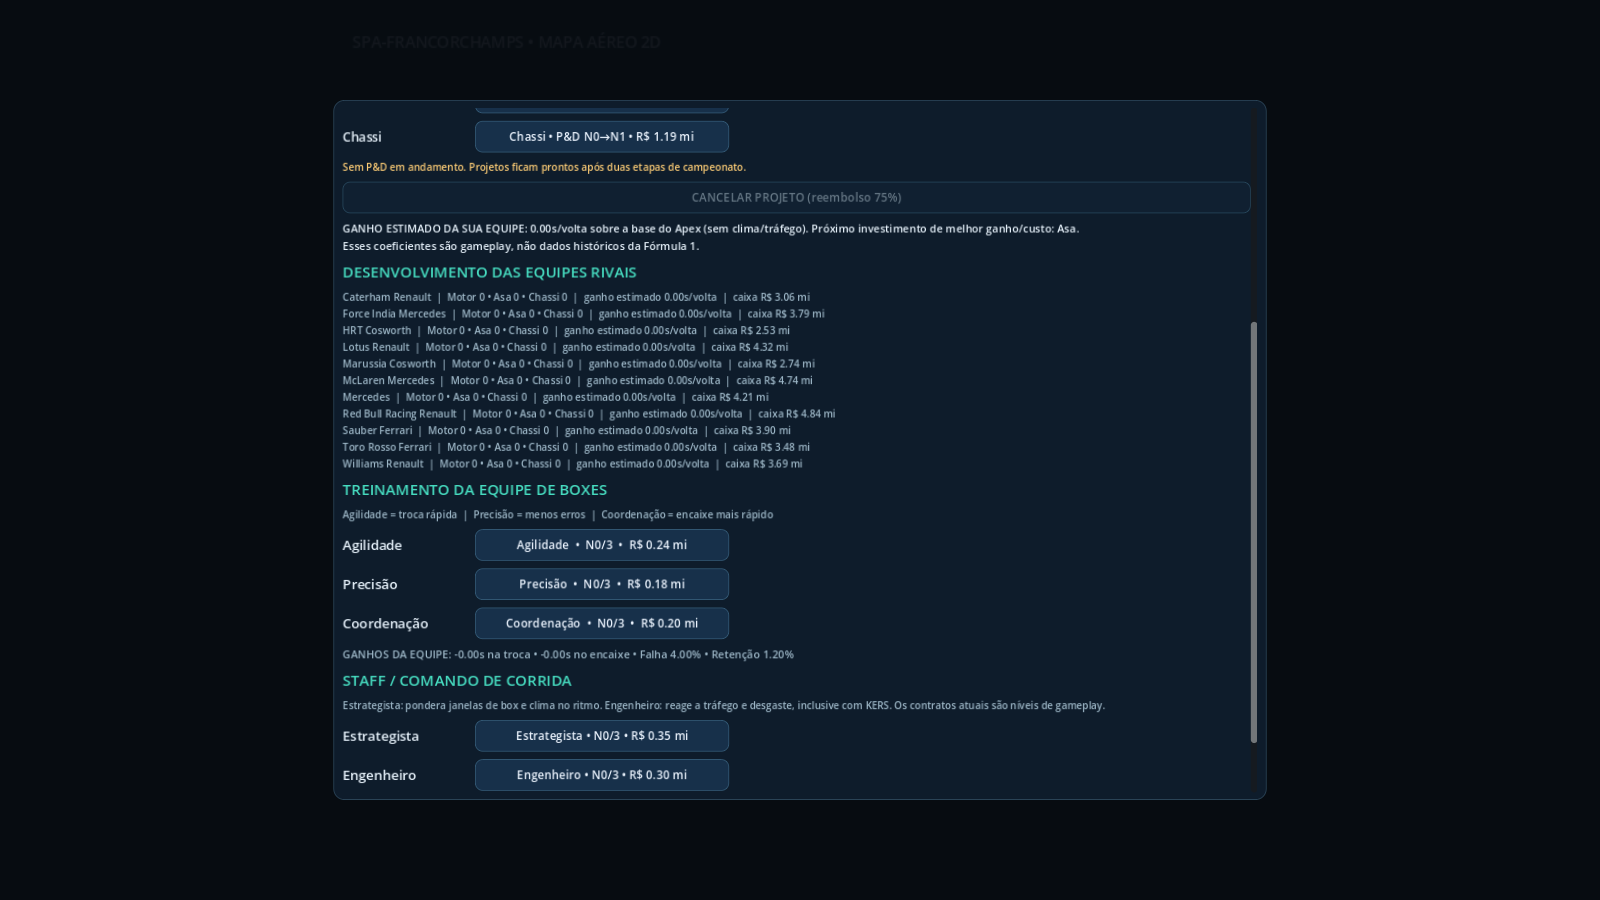 SPA-FRANCORCHAMPS • MAPA AÉREO 2D
Chassi
Chassi • P&D N0→N1 • R$ 1.19 mi
Sem P&D em andamento. Projetos ficam prontos após duas etapas de campeonato.
CANCELAR PROJETO (reembolso 75%)
GANHO ESTIMADO DA SUA EQUIPE: 0.00s/volta sobre a base do Apex (sem clima/tráfego). Próximo investimento de melhor ganho/custo: Asa.
Esses coeficientes são gameplay, não dados históricos da Fórmula 1.
DESENVOLVIMENTO DAS EQUIPES RIVAIS
Caterham Renault | Motor 0 • Asa 0 • Chassi 0 | ganho estimado 0.00s/volta | caixa R$ 3.06 mi
Force India Mercedes | Motor 0 • Asa 0 • Chassi 0 | ganho estimado 0.00s/volta | caixa R$ 3.79 mi
HRT Cosworth | Motor 0 • Asa 0 • Chassi 0 | ganho estimado 0.00s/volta | caixa R$ 2.53 mi
Lotus Renault | Motor 0 • Asa 0 • Chassi 0 | ganho estimado 0.00s/volta | caixa R$ 4.32 mi
Marussia Cosworth | Motor 0 • Asa 0 • Chassi 0 | ganho estimado 0.00s/volta | caixa R$ 2.74 mi
McLaren Mercedes | Motor 0 • Asa 0 • Chassi 0 | ganho estimado 0.00s/volta | caixa R$ 4.74 mi
Mercedes | Motor 0 • Asa 0 • Chassi 0 | ganho estimado 0.00s/volta | caixa R$ 4.21 mi
Red Bull Racing Renault | Motor 0 • Asa 0 • Chassi 0 | ganho estimado 0.00s/volta | caixa R$ 4.84 mi
Sauber Ferrari | Motor 0 • Asa 0 • Chassi 0 | ganho estimado 0.00s/volta | caixa R$ 3.90 mi
Toro Rosso Ferrari | Motor 0 • Asa 0 • Chassi 0 | ganho estimado 0.00s/volta | caixa R$ 3.48 mi
Williams Renault | Motor 0 • Asa 0 • Chassi 0 | ganho estimado 0.00s/volta | caixa R$ 3.69 mi
TREINAMENTO DA EQUIPE DE BOXES
Agilidade = troca rápida | Precisão = menos erros | Coordenação = encaixe mais rápido
Agilidade
Agilidade • N0/3 • R$ 0.24 mi
Precisão
Precisão • N0/3 • R$ 0.18 mi
Coordenação
Coordenação • N0/3 • R$ 0.20 mi
GANHOS DA EQUIPE: -0.00s na troca • -0.00s no encaixe • Falha 4.00% • Retenção 1.20%
STAFF / COMANDO DE CORRIDA
Estrategista: pondera janelas de box e clima no ritmo. Engenheiro: reage a tráfego e desgaste, inclusive com KERS. Os contratos atuais são níveis de gameplay.
Estrategista
Estrategista • N0/3 • R$ 0.35 mi
Engenheiro
Engenheiro • N0/3 • R$ 0.30 mi